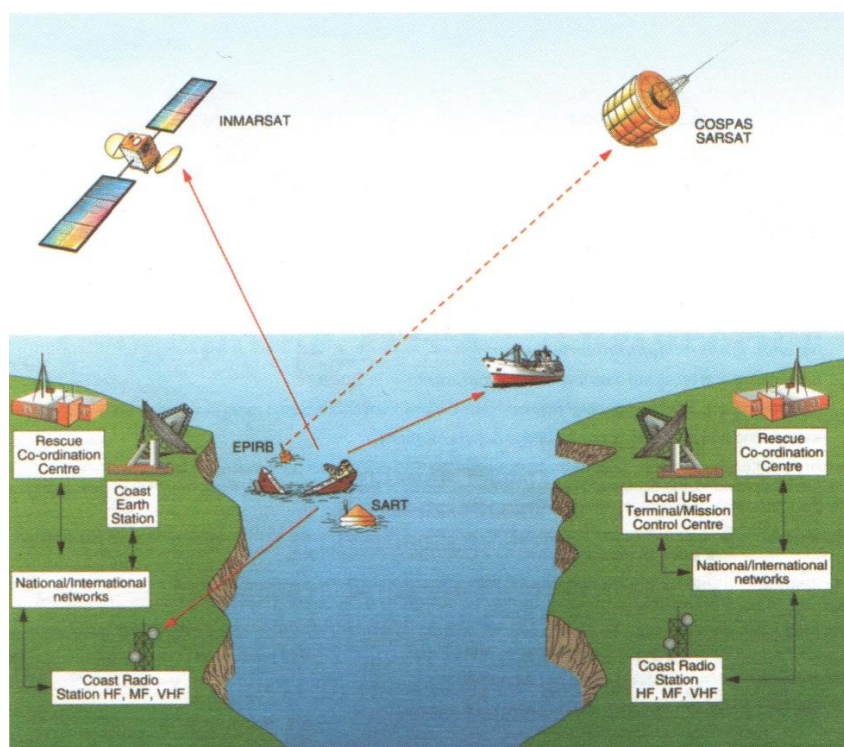 INMARSAT
COSPAS
SARSAT
EPIRB
SART
Rescue
Co-ordination
Centre
Coast
Earth
Station
National/International
networks
Coast Radio
Station HF, MF, VHF
Rescue
Co-ordination
Centre
Local User
Terminal/Mission
Control Centre
National/International
networks
Coast Radio
Station
HF, MF, VHF